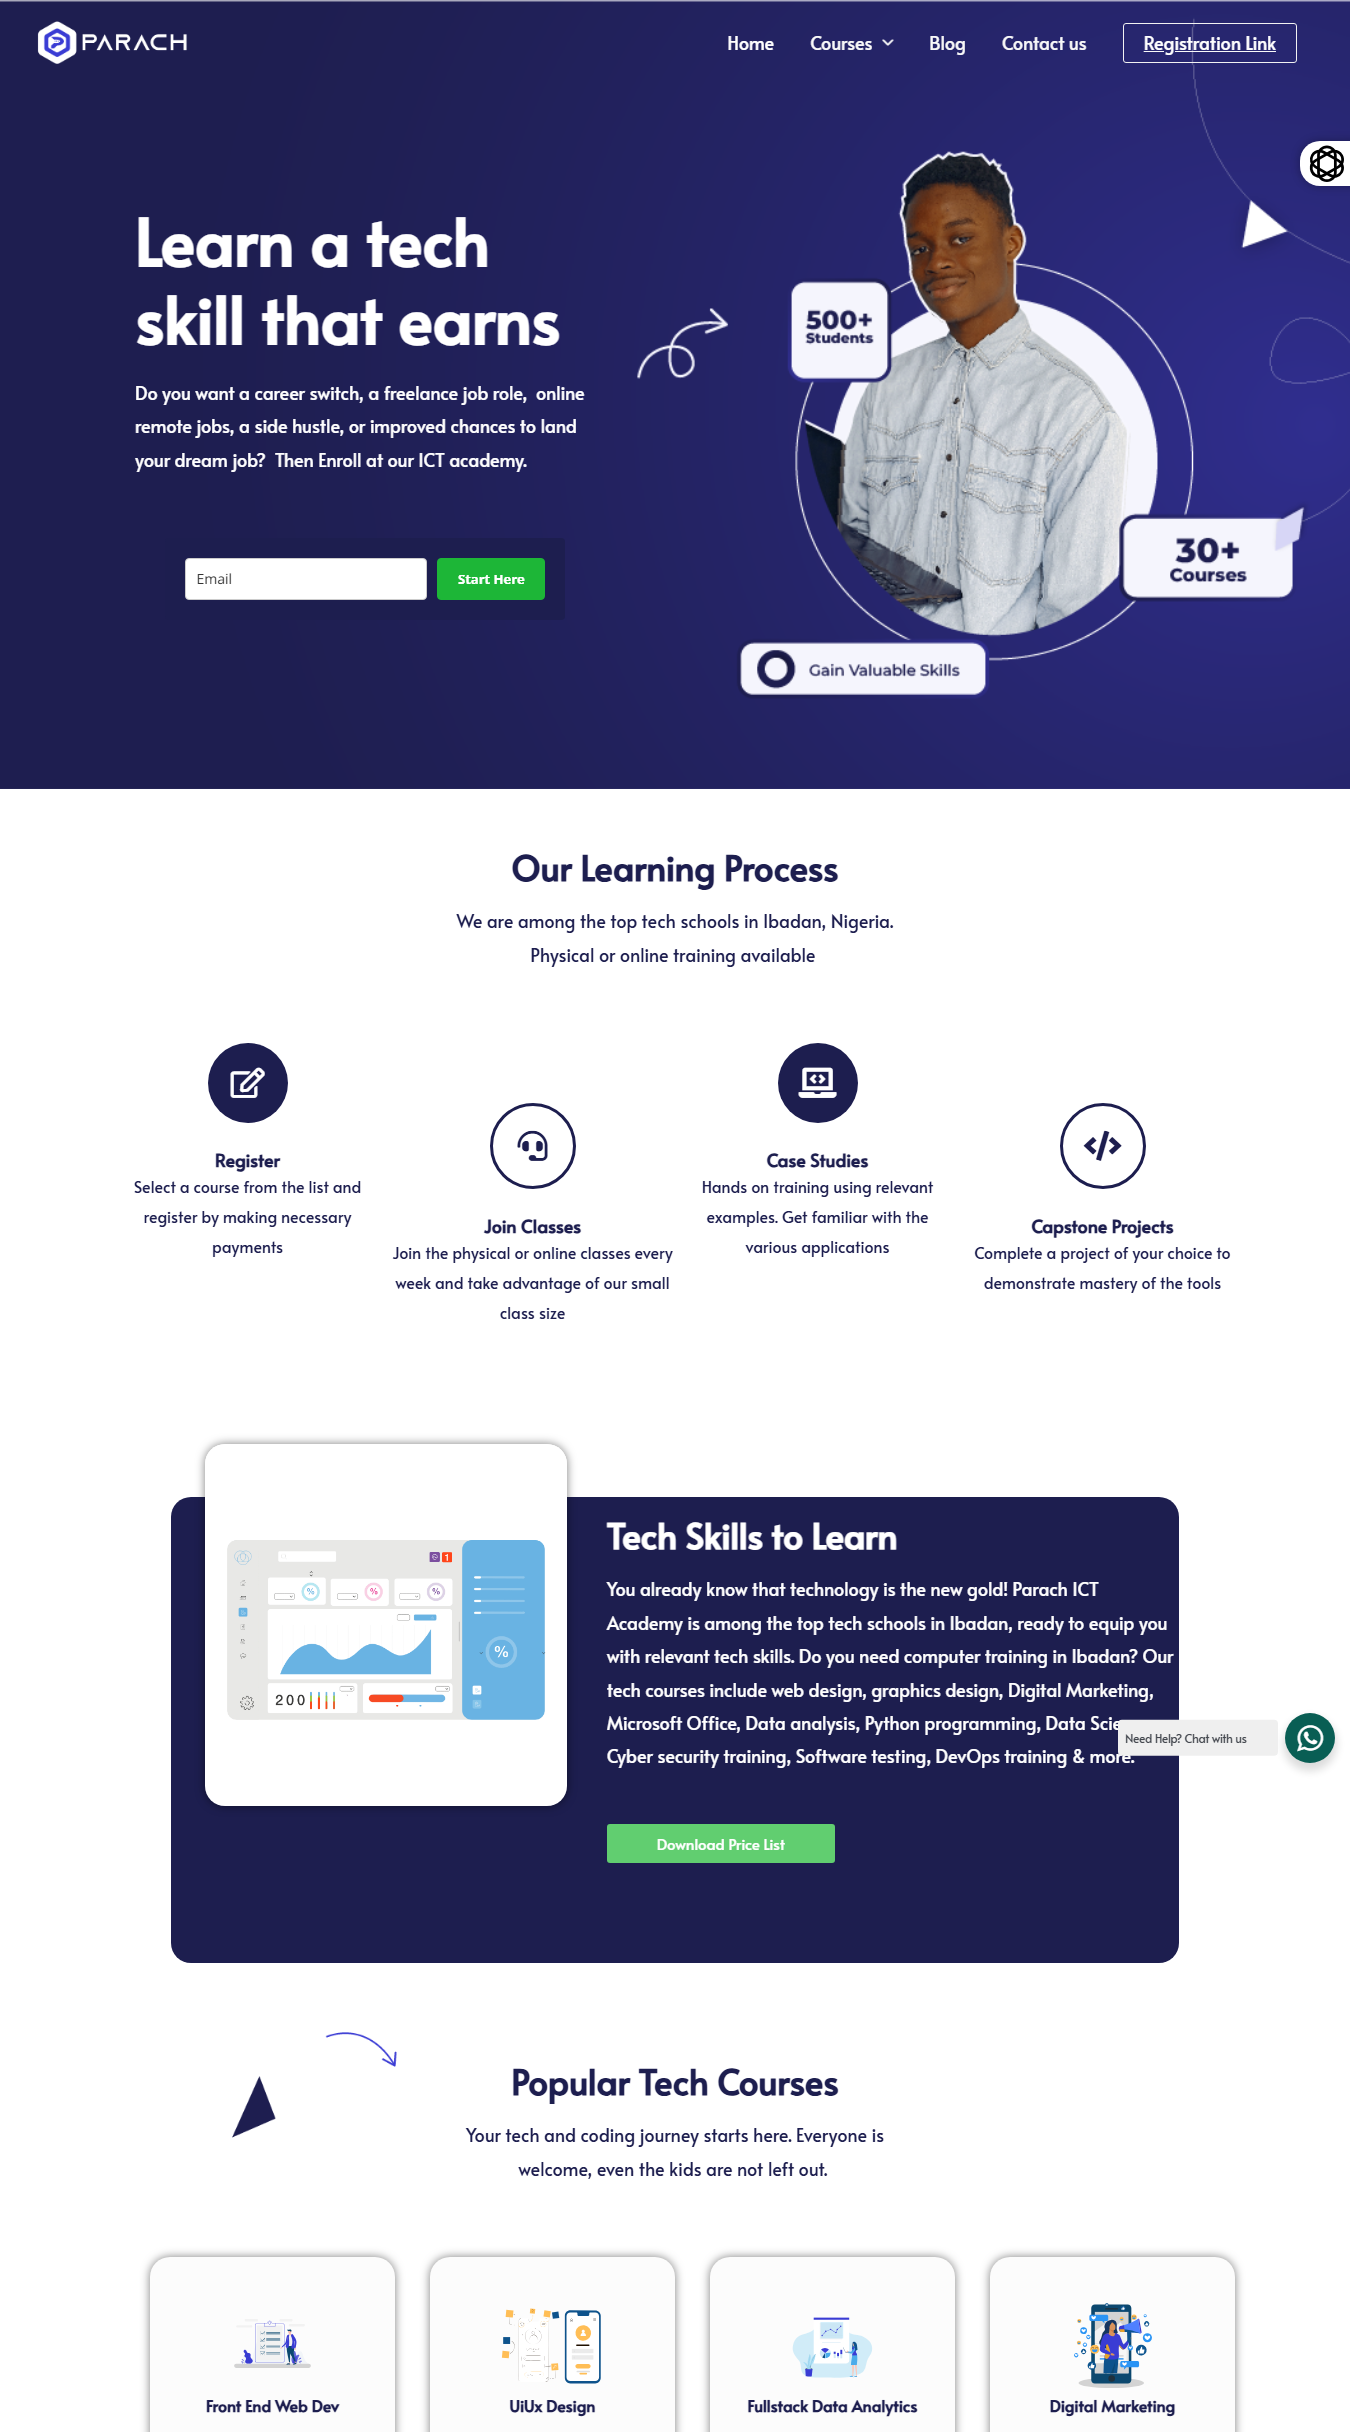 PARACH
Home
Courses
Blog
Contact us
Registration Link
Learn a tech
skill that earns
Do you want a career switch, a freelance job role,  online
remote jobs, a side hustle, or improved chances to land
your dream job?  Then Enroll at our ICT academy.
Email
Start Here
500+
Students
30+
Courses
Gain Valuable Skills
Our Learning Process
We are among the top tech schools in Ibadan, Nigeria.
Physical or online training available
Register
Select a course from the list and
register by making necessary
payments
Join Classes
Join the physical or online classes every
week and take advantage of our small
class size
Case Studies
Hands on training using relevant
examples. Get familiar with the
various applications
Capstone Projects
Complete a project of your choice to
demonstrate mastery of the tools
1
%
%
%
%
200
Tech Skills to Learn
You already know that technology is the new gold! Parach ICT
Academy is among the top tech schools in Ibadan, ready to equip you
with relevant tech skills. Do you need computer training in Ibadan? Our
tech courses include web design, graphics design, Digital Marketing,
Microsoft Office, Data analysis, Python programming, Data
Cyber security training, Software testing, DevOps training & more.
Need Help? Chat with us
Download Price List
Popular Tech Courses
Your tech and coding journey starts here. Everyone is
welcome, even the kids are not left out.
Front End Web Dev
UiUx Design
Fullstack Data Analytics
Digital Marketing